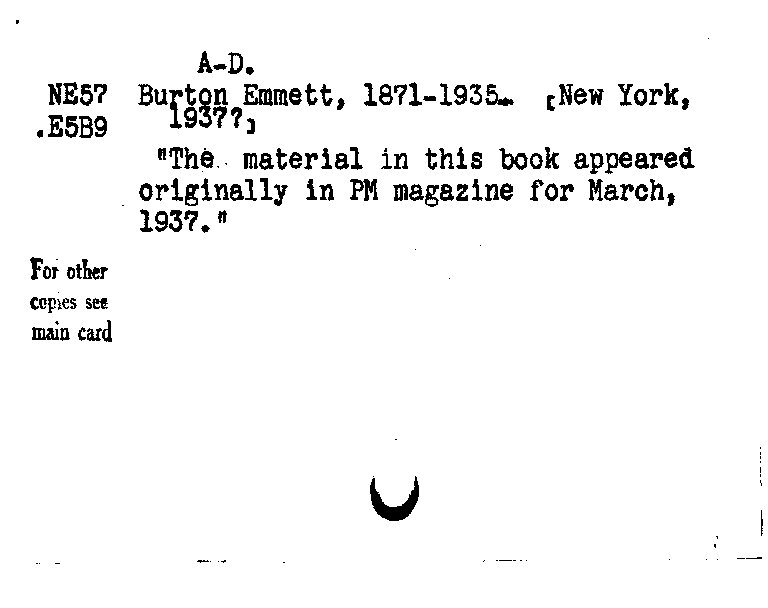 A-D.
NE57 Burton Emmett, 1871-1935. [New York,
.E5B9 1937?]
"The material in this book appeared
originally in PM magazine for March,
1937."
For other
copies see
main card